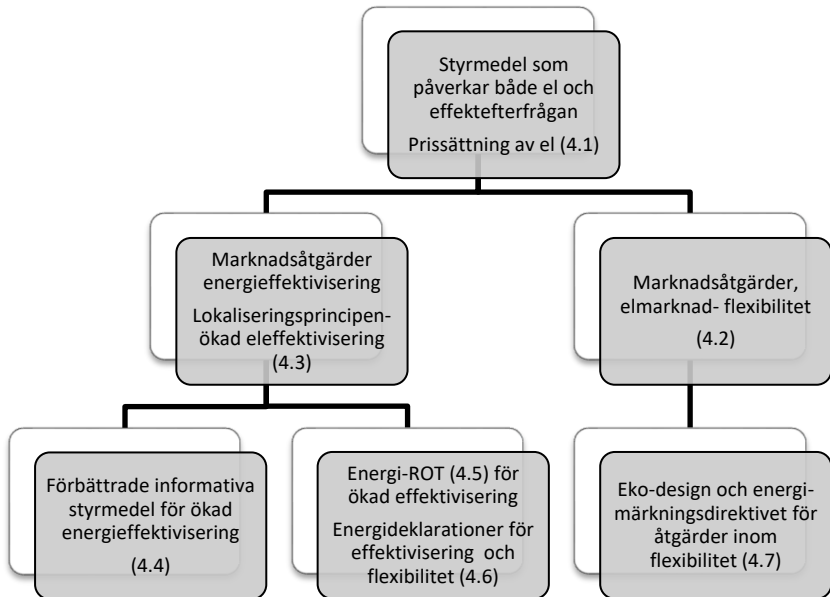 Styrmedel som
påverkar både el och
effektefterfrågan
Prissättning av el (4.1)
Marknadsåtgärder
energieffektivisering
Lokaliseringsprincipen-
ökad eleffektivisering
(4.3)
Marknadsåtgärder,
elmarknad- flexibilitet
(4.2)
Förbättrade informativa
styrmedel för ökad
energieffektivisering
(4.4)
Energi-ROT (4.5) för
ökad effektivisering
Energideklarationer för
effektivisering och
flexibilitet (4.6)
Eko-design och energi-
märkningsdirektivet för
åtgärder inom
flexibilitet (4.7)